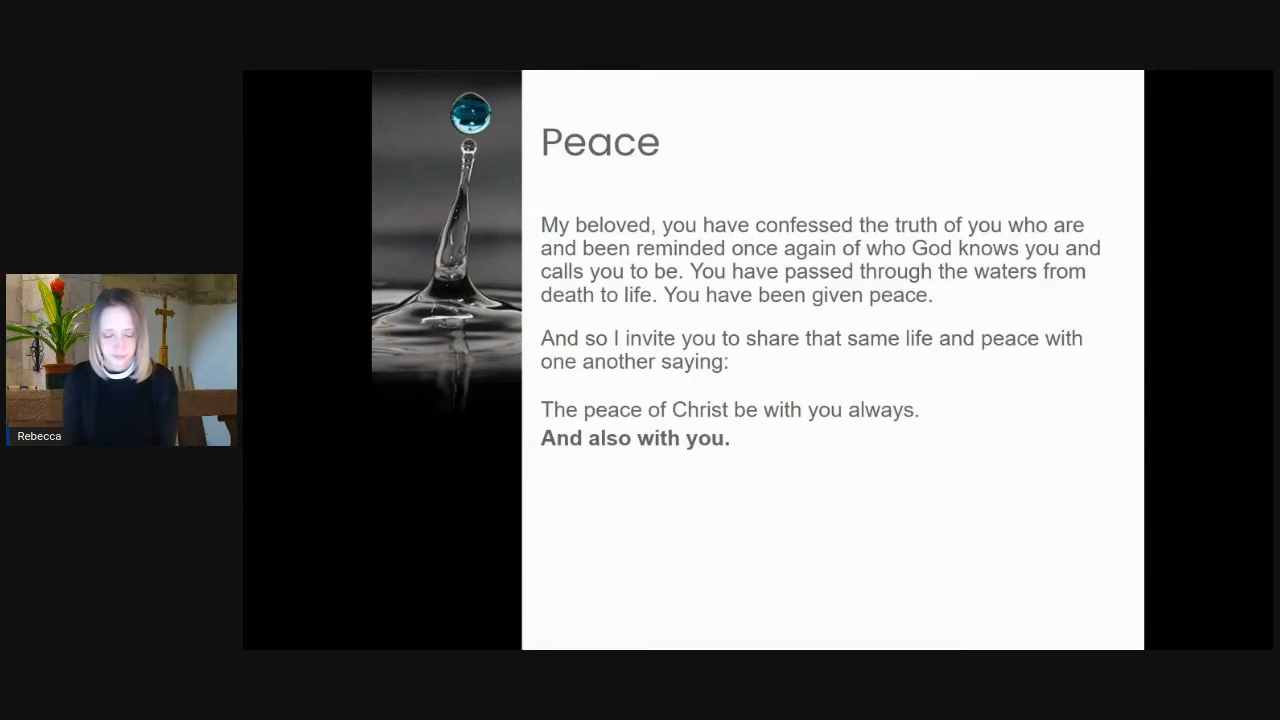 Peace
My beloved, you have confessed the truth of you who are
and been reminded once again of who God knows you and
calls you to be. You have passed through the waters from
death to life. You have been given peace.
And so I invite you to share that same life and peace with
one another saying:
The peace of Christ be with you always.
And also with you.
Rebecca